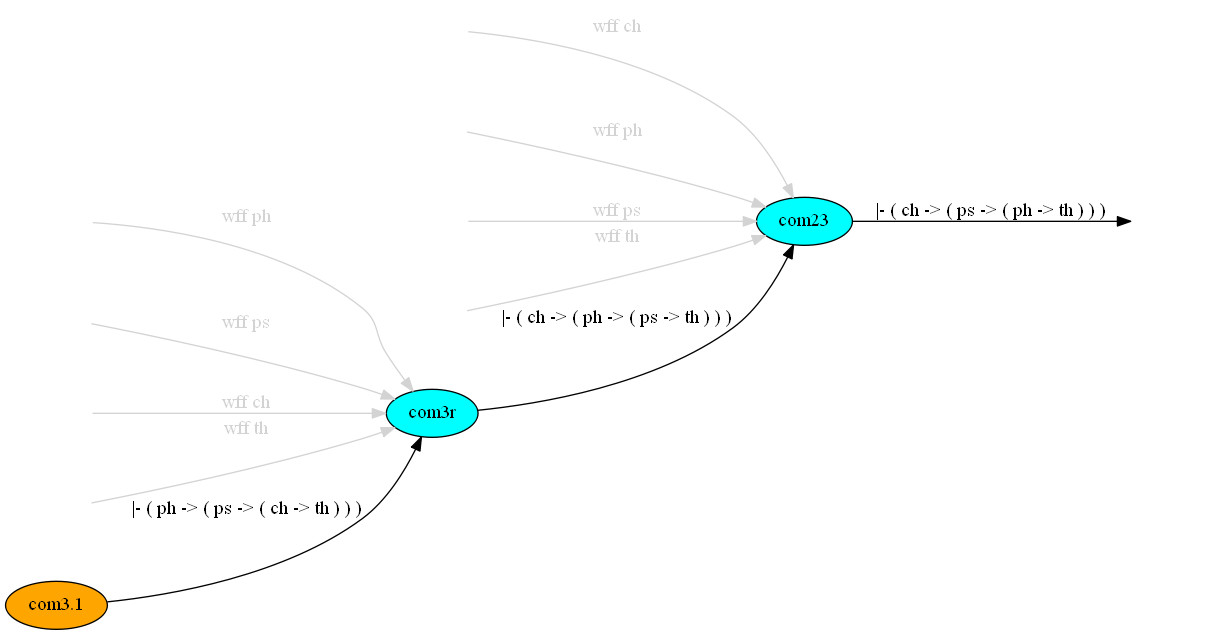 wff ch
wff ph
wff ps
wff th
com23
|- ( ch -> ( ps -> ( ph -> th ) ) )
|- ( ch -> ( ph -> ( ps -> th ) ) )
wff ph
wff ps
wff ch
wff th
com3r
|- ( ph -> ( ps -> ( ch -> th ) ) )
com3.1